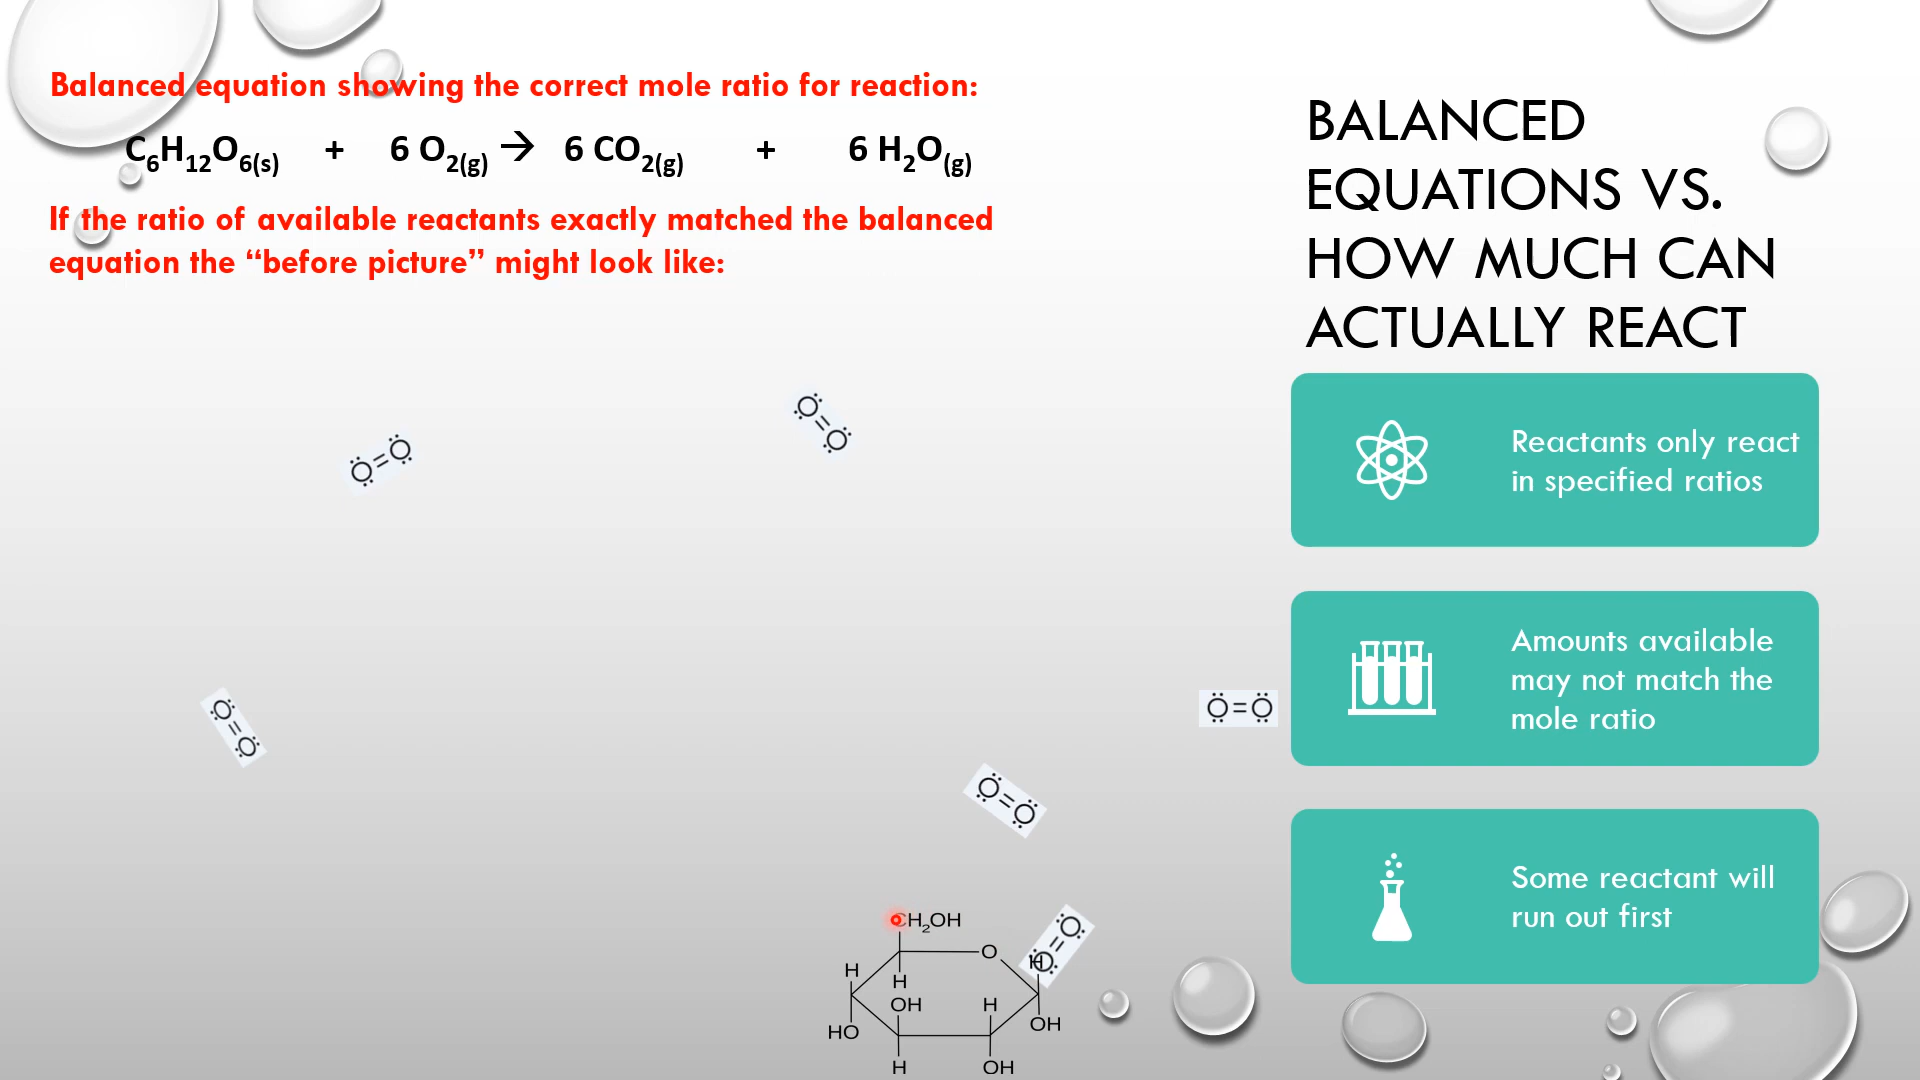 Balanced equation showing the correct mole ratio for reaction:
C₆H₁₂O₆(s) + 6 O₂(g) → 6 CO₂(g) + 6 H₂O(g)
If the ratio of available reactants exactly matched the balanced
equation the “before picture” might look like:
BALANCED
EQUATIONS VS.
HOW MUCH CAN
ACTUALLY REACT
Reactants only react
in specified ratios
Amounts available
may not match the
mole ratio
Some reactant will
run out first
O=O
O=O
O=O
O=O
O=O
O=O
CH₂OH
O
H
H
H
OH
H
HO
OH
H
OH